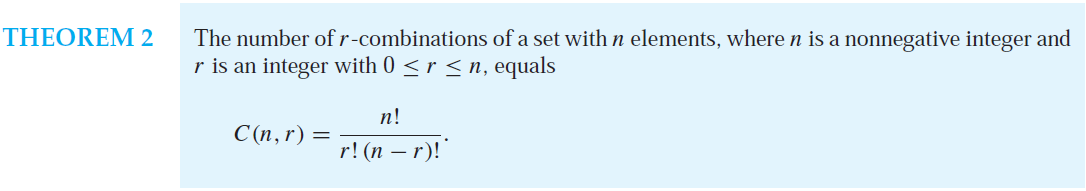 THEOREM 2 The number of r-combinations of a set with n elements, where n is a nonnegative integer and
r is an integer with 0 ≤ r ≤ n, equals
C(n, r) = n! / r! (n − r)! .